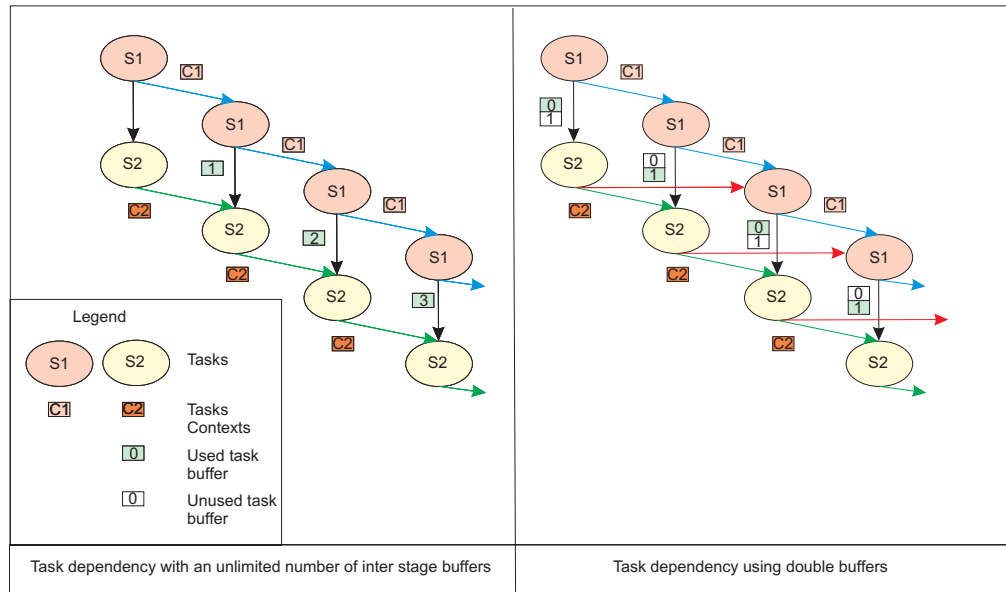 S1
C1
S1
C1
S2
1
S1
C2
S2
2
S1
C2
S2
3
C2
S2
Legend
S1
S2
Tasks
C1
C2
Tasks
Contexts
0
Used task
buffer
0
Unused task
buffer
Task dependency with an unlimited number of inter stage buffers
S1
C1
0
1
S1
C1
S2
0
1
S1
C2
C1
S2
0
1
S1
C2
S2
0
1
C2
S2
Task dependency using double buffers